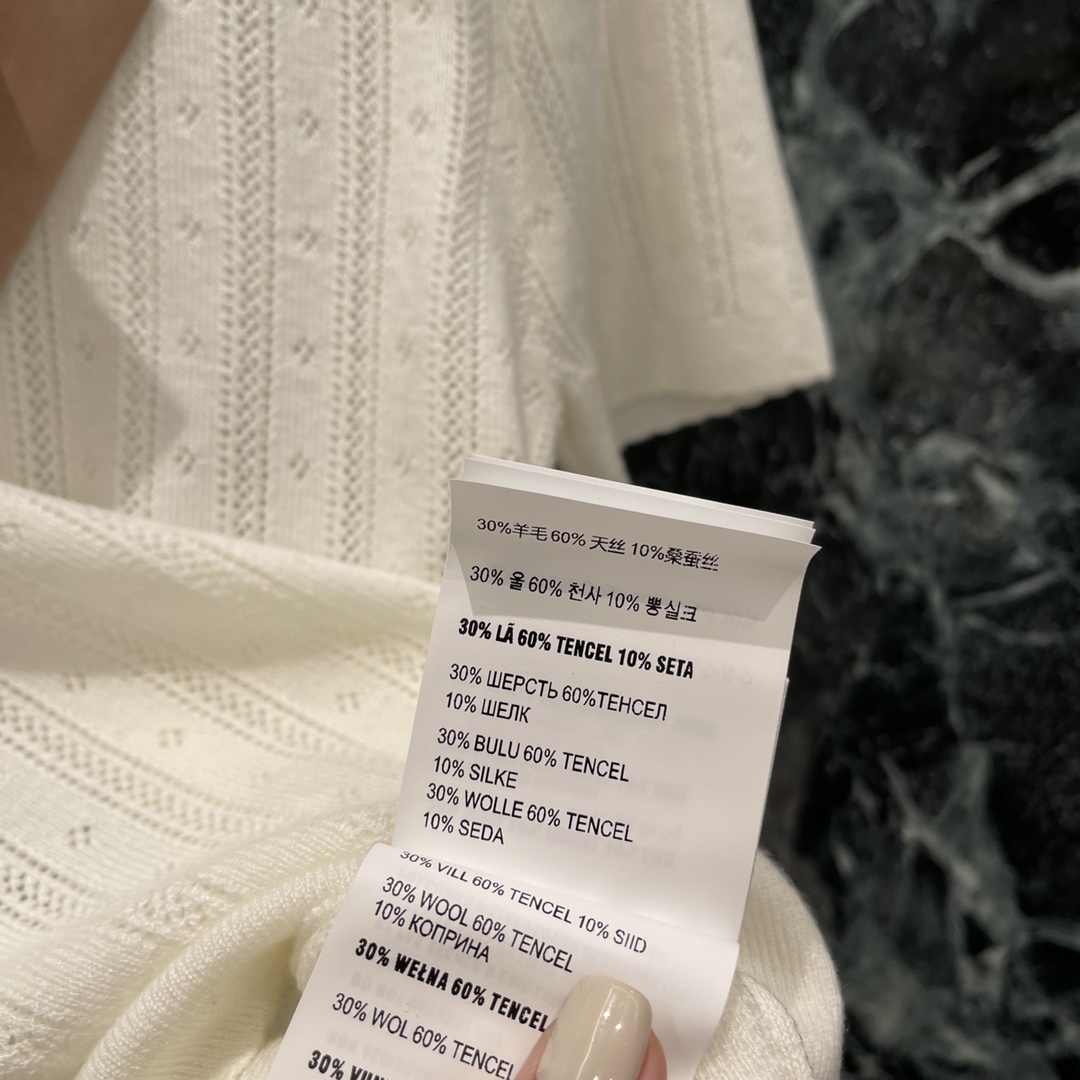 30%羊毛 60% 天丝 10%桑蚕丝
30% 울 60% 천사 10% 뽕실크
30% LÃ 60% TENCEL 10% SETA
30% ШЕРСТЬ 60%ТЕНСЕЛ
10% ШЕЛК
30% BULU 60% TENCEL
10% SILKE
30% WOLLE 60% TENCEL
10% SEDA
30% VILL 60% TENCEL 10% SIID
30% WOOL 60% TENCEL
10% КОПРИНА
30% WEŁNA 60% TENCEL
30% WOL 60% TENCEL
30%